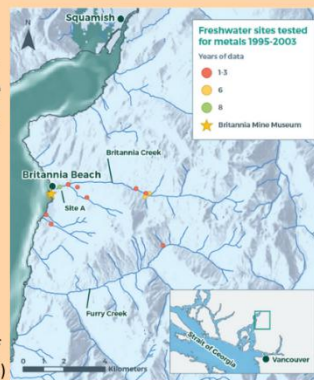 Squamish
N
Freshwater sites tested
for metals 1995-2003
Years of data
1-3
6
8
Britannia Mine Museum
Britannia Creek
Britannia Beach
Site A
Furry Creek
Strait of Georgia
Vancouver
0
2
4
Kilometers
)